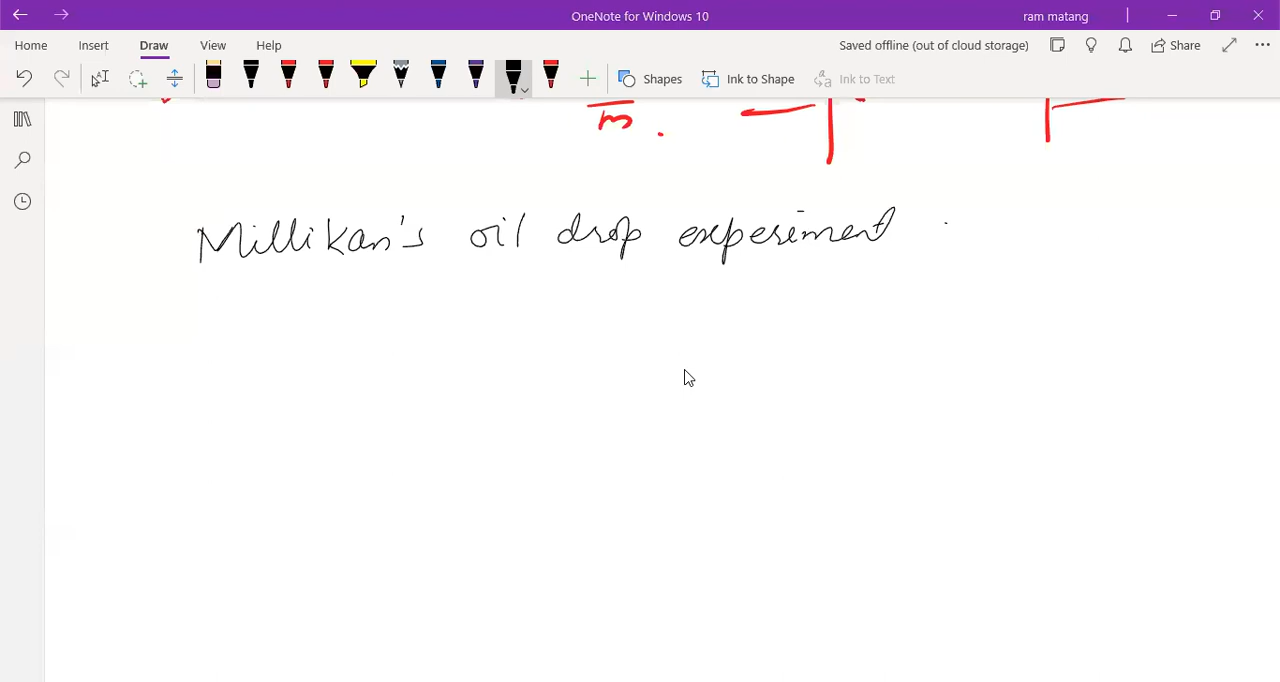 OneNote for Windows 10
ram matang
Home Insert Draw View Help
Saved offline (out of cloud storage)
Share
Shapes
Ink to Shape
Ink to Text
m.
Millikan's oil drop experiment